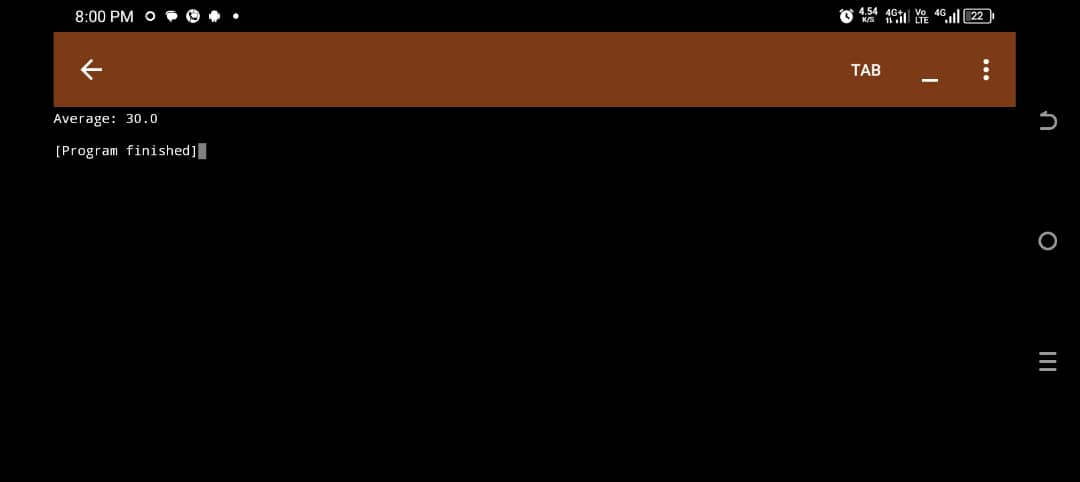 8:00 PM 4.54 K/S 4G+ Vo LTE 4G 22
TAB
Average: 30.0
[Program finished]